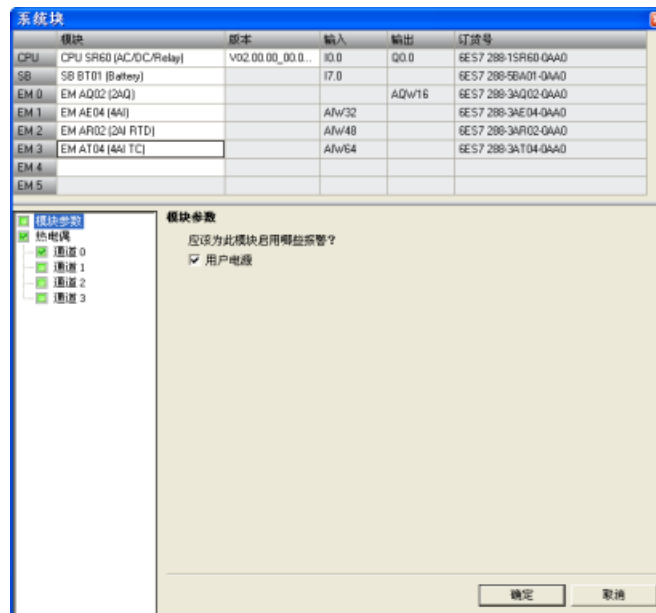 系统块
模块 版本 输入 输出 订货号
CPU CPU SR60 (AC/DC/Relay) V02.00.00_00.0... I0.0 Q0.0 6ES7 288-1SR60-0AA0
SB SB BT01 (Battery) I7.0 6ES7 288-5BA01-0AA0
EM 0 EM AQ02 (2AQ) AQW16 6ES7 288-3AQ02-0AA0
EM 1 EM AE04 (4AI) AIW32 6ES7 288-3AE04-0AA0
EM 2 EM AR02 (2AI RTD) AIW48 6ES7 288-3AR02-0AA0
EM 3 EM AT04 (4AI TC) AIW64 6ES7 288-3AT04-0AA0
EM 4
EM 5
模块参数
热电偶
通道 0
通道 1
通道 2
通道 3
模块参数
应该为此模块启用哪些报警?
用户电源
确定 取消